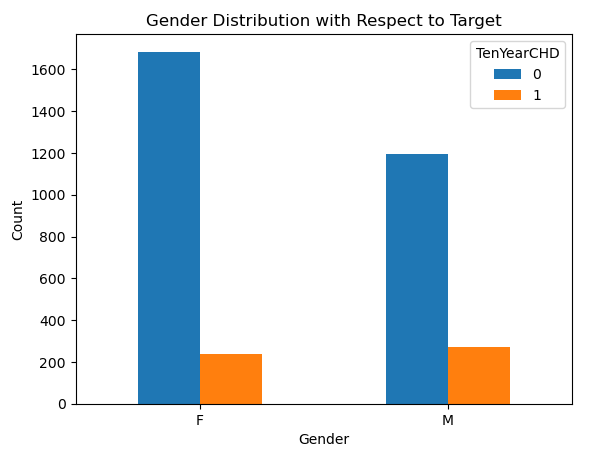 Gender Distribution with Respect to Target
TenYearCHD
0
1
1600
1400
1200
1000
800
600
400
200
0
Count
F
M
Gender